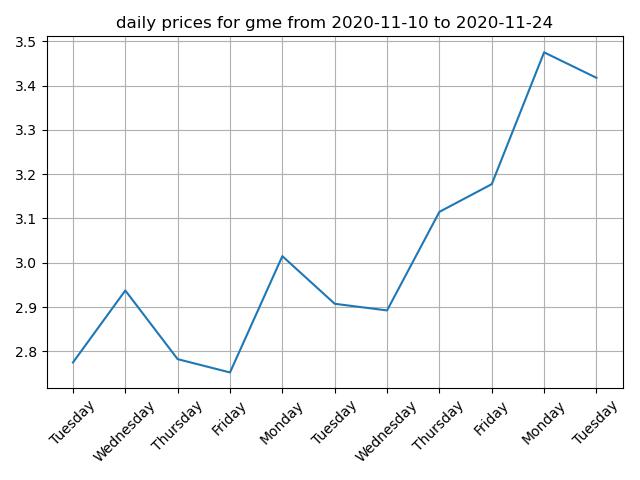 daily prices for gme from 2020-11-10 to 2020-11-24
3.5
3.4
3.3
3.2
3.1
3.0
2.9
2.8
Tuesday
Wednesday
Thursday
Friday
Monday
Tuesday
Wednesday
Thursday
Friday
Monday
Tuesday